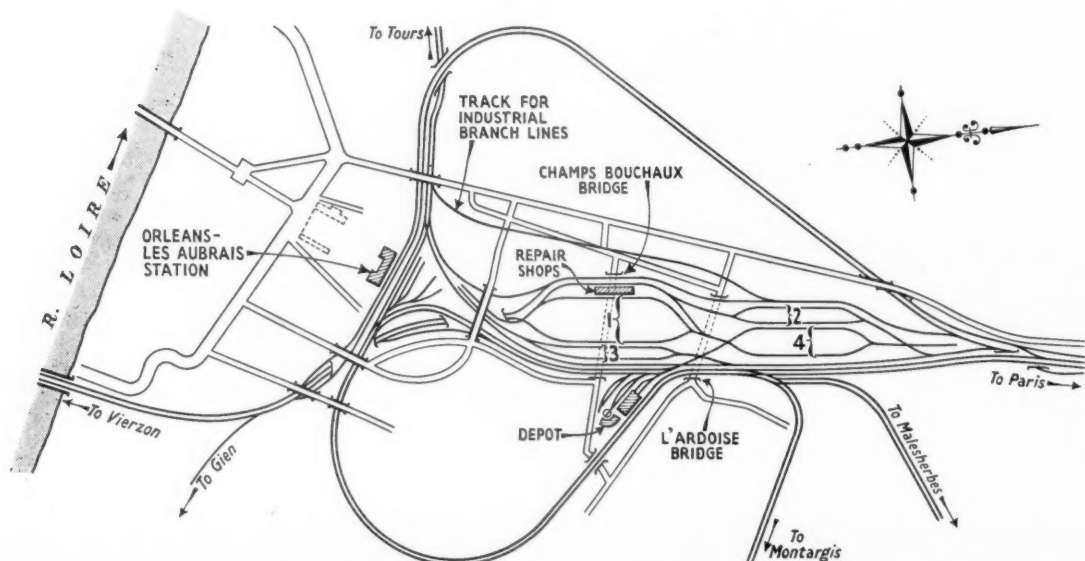 To Tours
TRACK FOR
INDUSTRIAL
BRANCH LINES
CHAMPS BOUCHAUX
BRIDGE
R. LOIRE
ORLEANS-
LES AUBRAIS
STATION
REPAIR
SHOPS
1
2
3
4
To Paris
To Vierzon
To Gien
DEPOT
L'ARDOISE
BRIDGE
To Malesherbes
To
Montargis